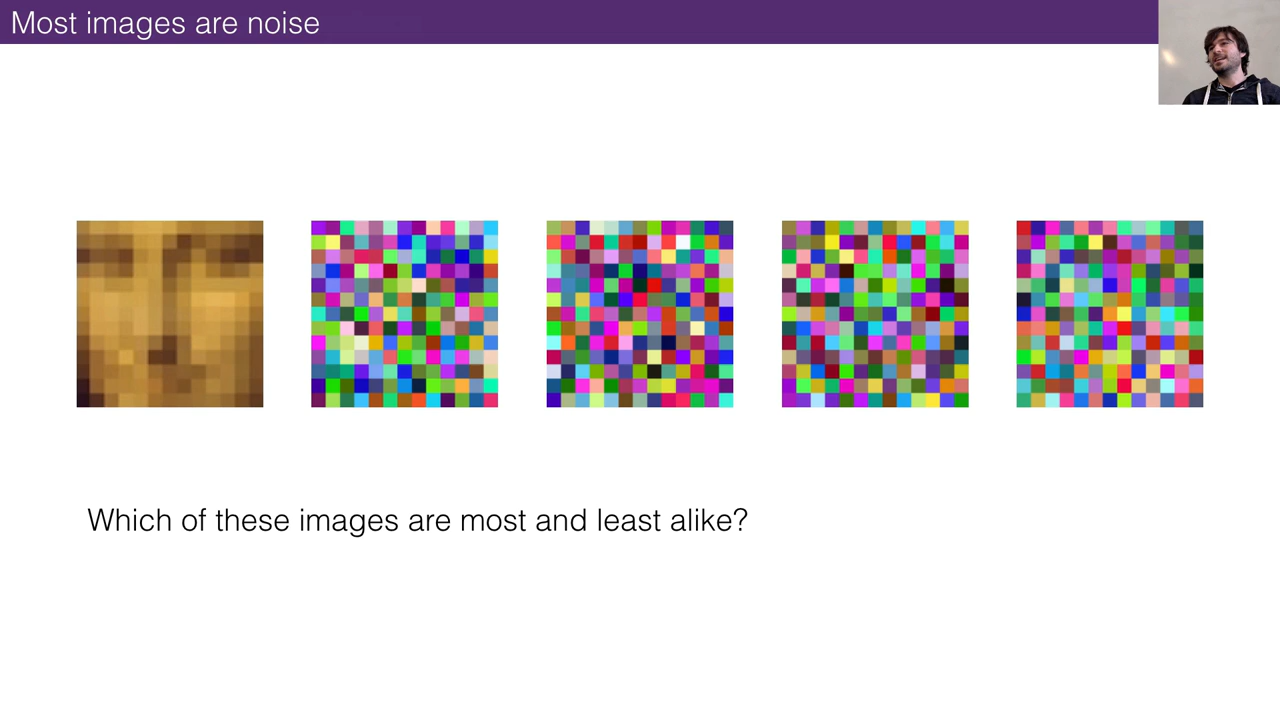 Most images are noise
Which of these images are most and least alike?